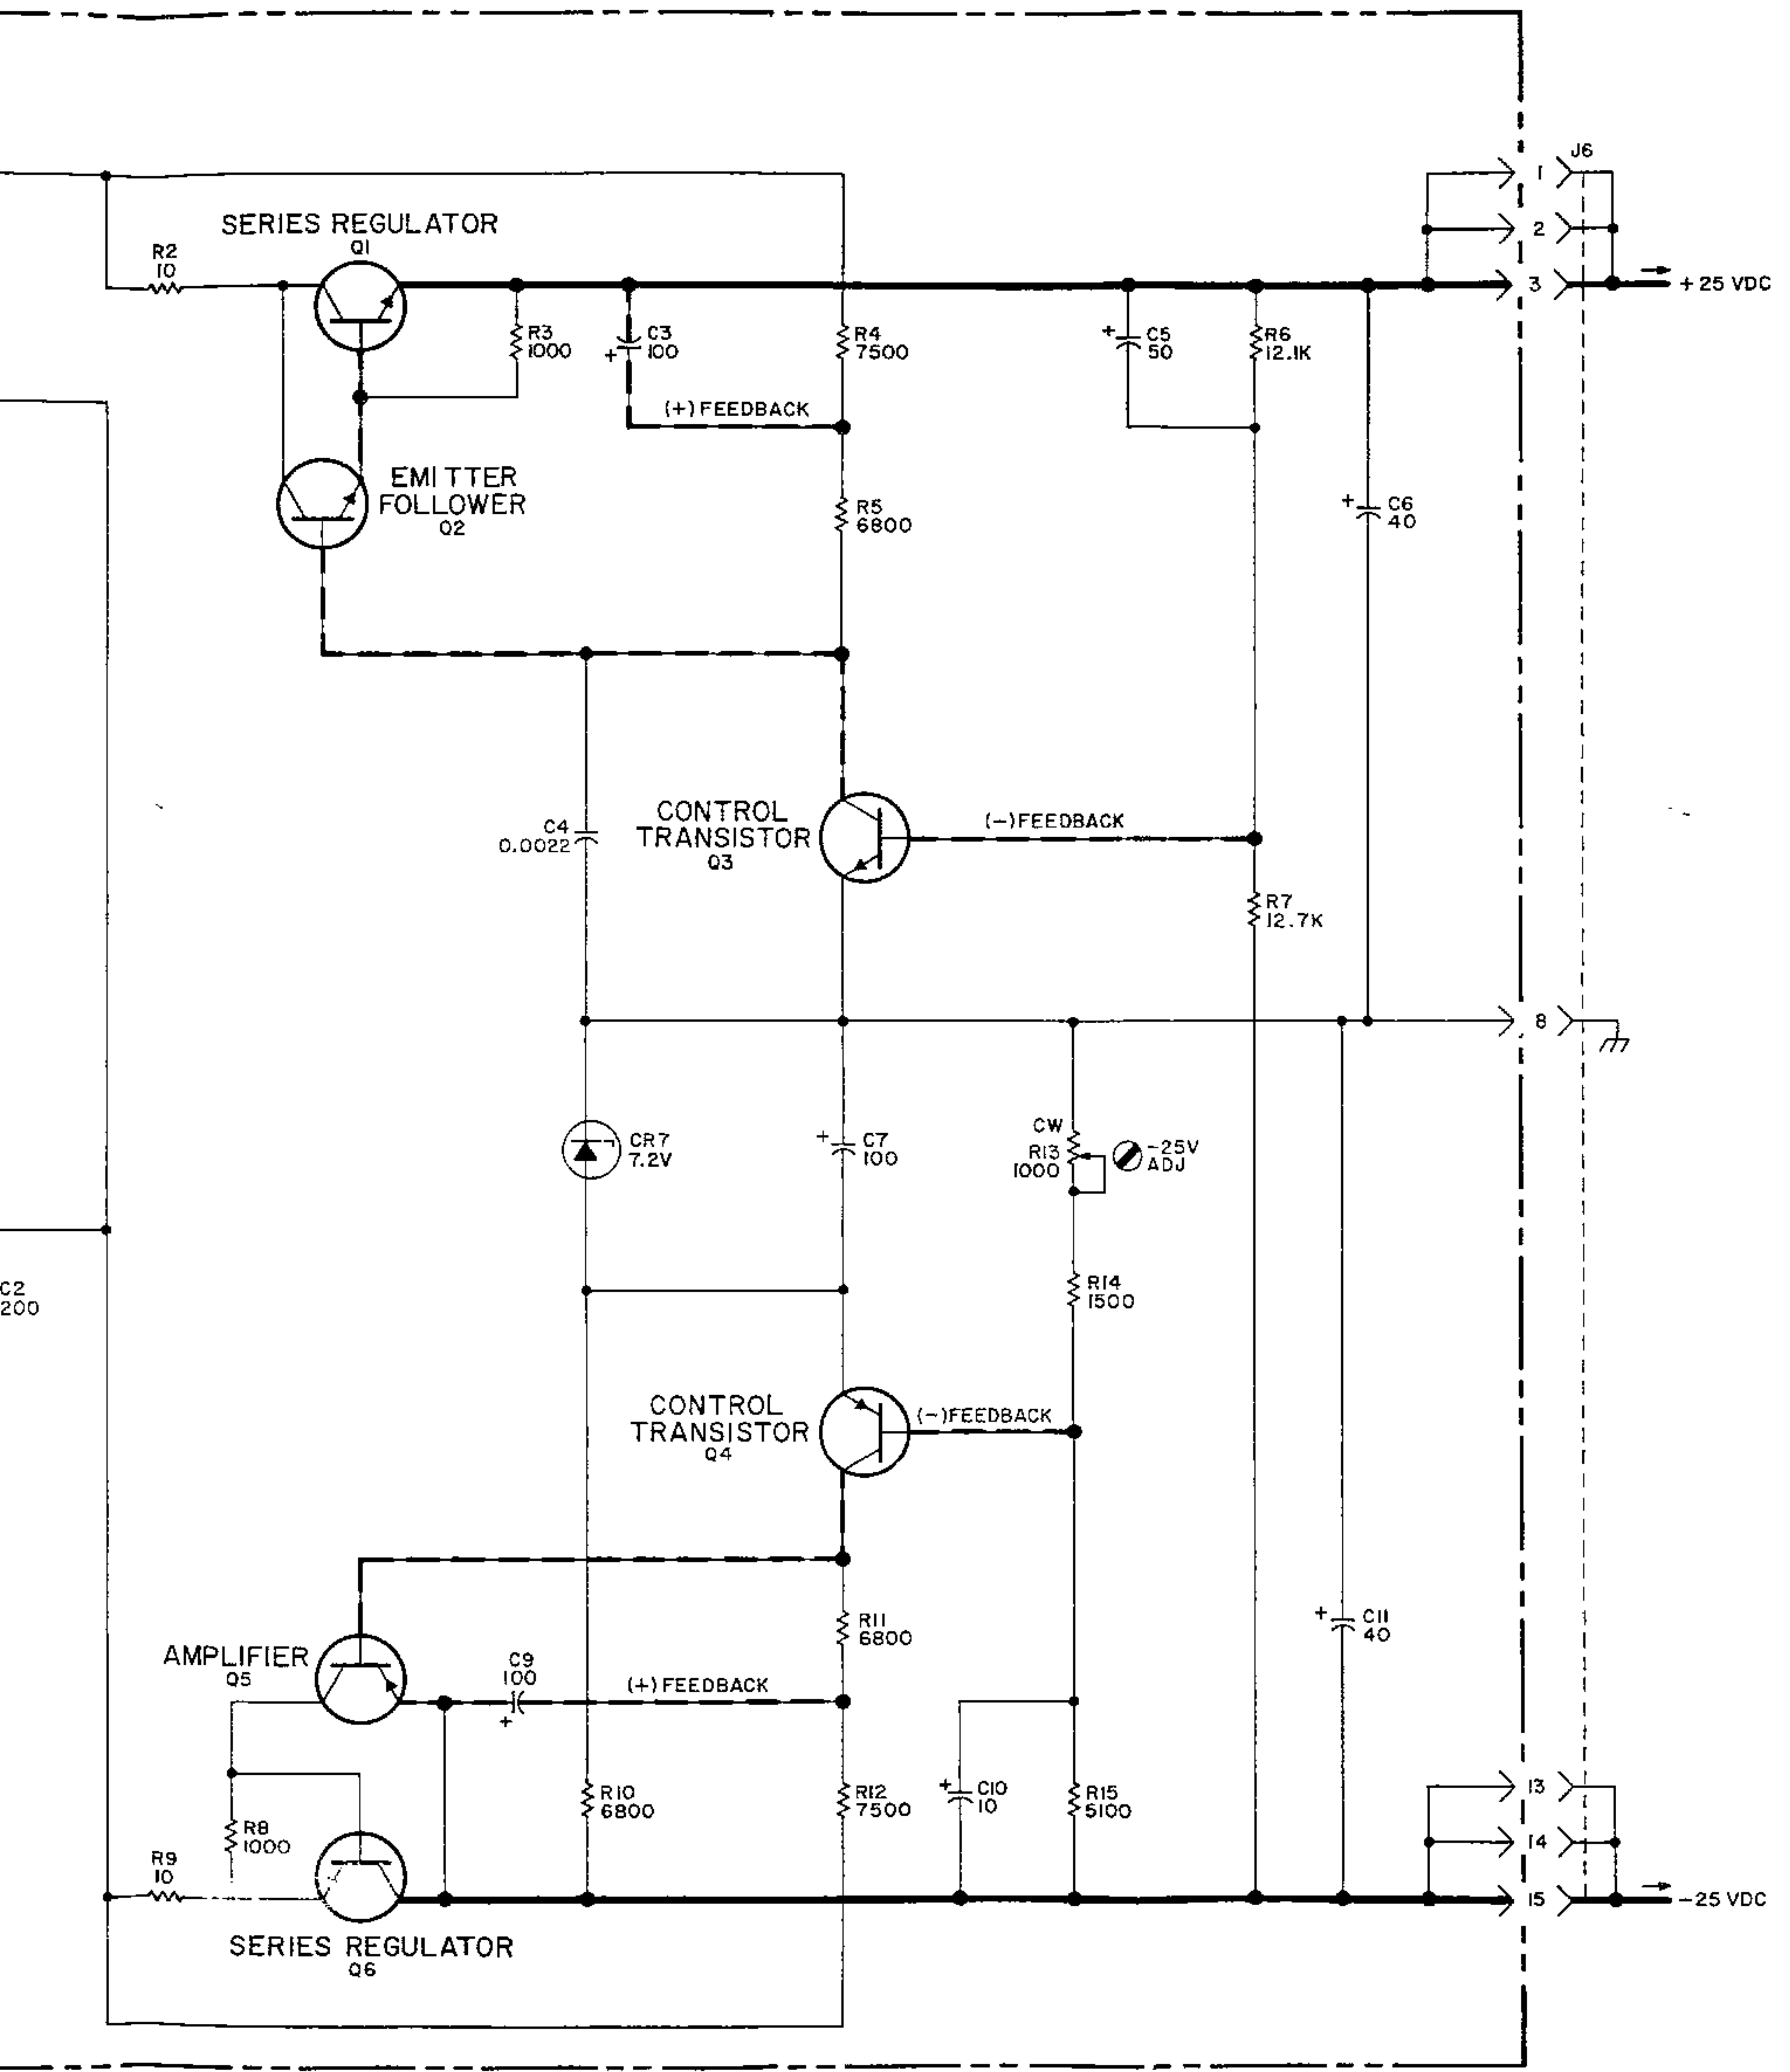 J6
1
SERIES REGULATOR
Q1
2
R2
10
3
+25 VDC
+
C3
100
R3
1000
R4
7500
+
C5
50
R6
12.1K
(+) FEEDBACK
EMITTER
FOLLOWER
Q2
R5
6800
+
C6
40
CONTROL
TRANSISTOR
Q3
(-) FEEDBACK
C4
0.0022
R7
12.7K
8
CW
R13
1000
-25V
ADJ
CR7
7.2V
+
C7
100
C2
200
R14
1500
CONTROL
TRANSISTOR
Q4
(-) FEEDBACK
R11
6800
+
C11
40
AMPLIFIER
Q5
C9
100
+
(+) FEEDBACK
R10
6800
R12
7500
+
C10
10
R15
5100
13
R8
1000
14
R9
10
15
-25 VDC
SERIES REGULATOR
Q6